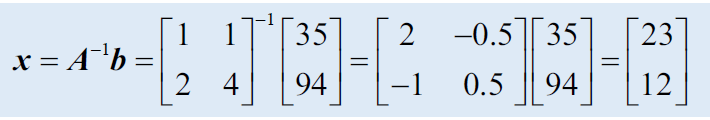 x = A⁻¹b = [1 1; 2 4]⁻¹ [35; 94] = [2 –0.5; –1 0.5] [35; 94] = [23; 12]